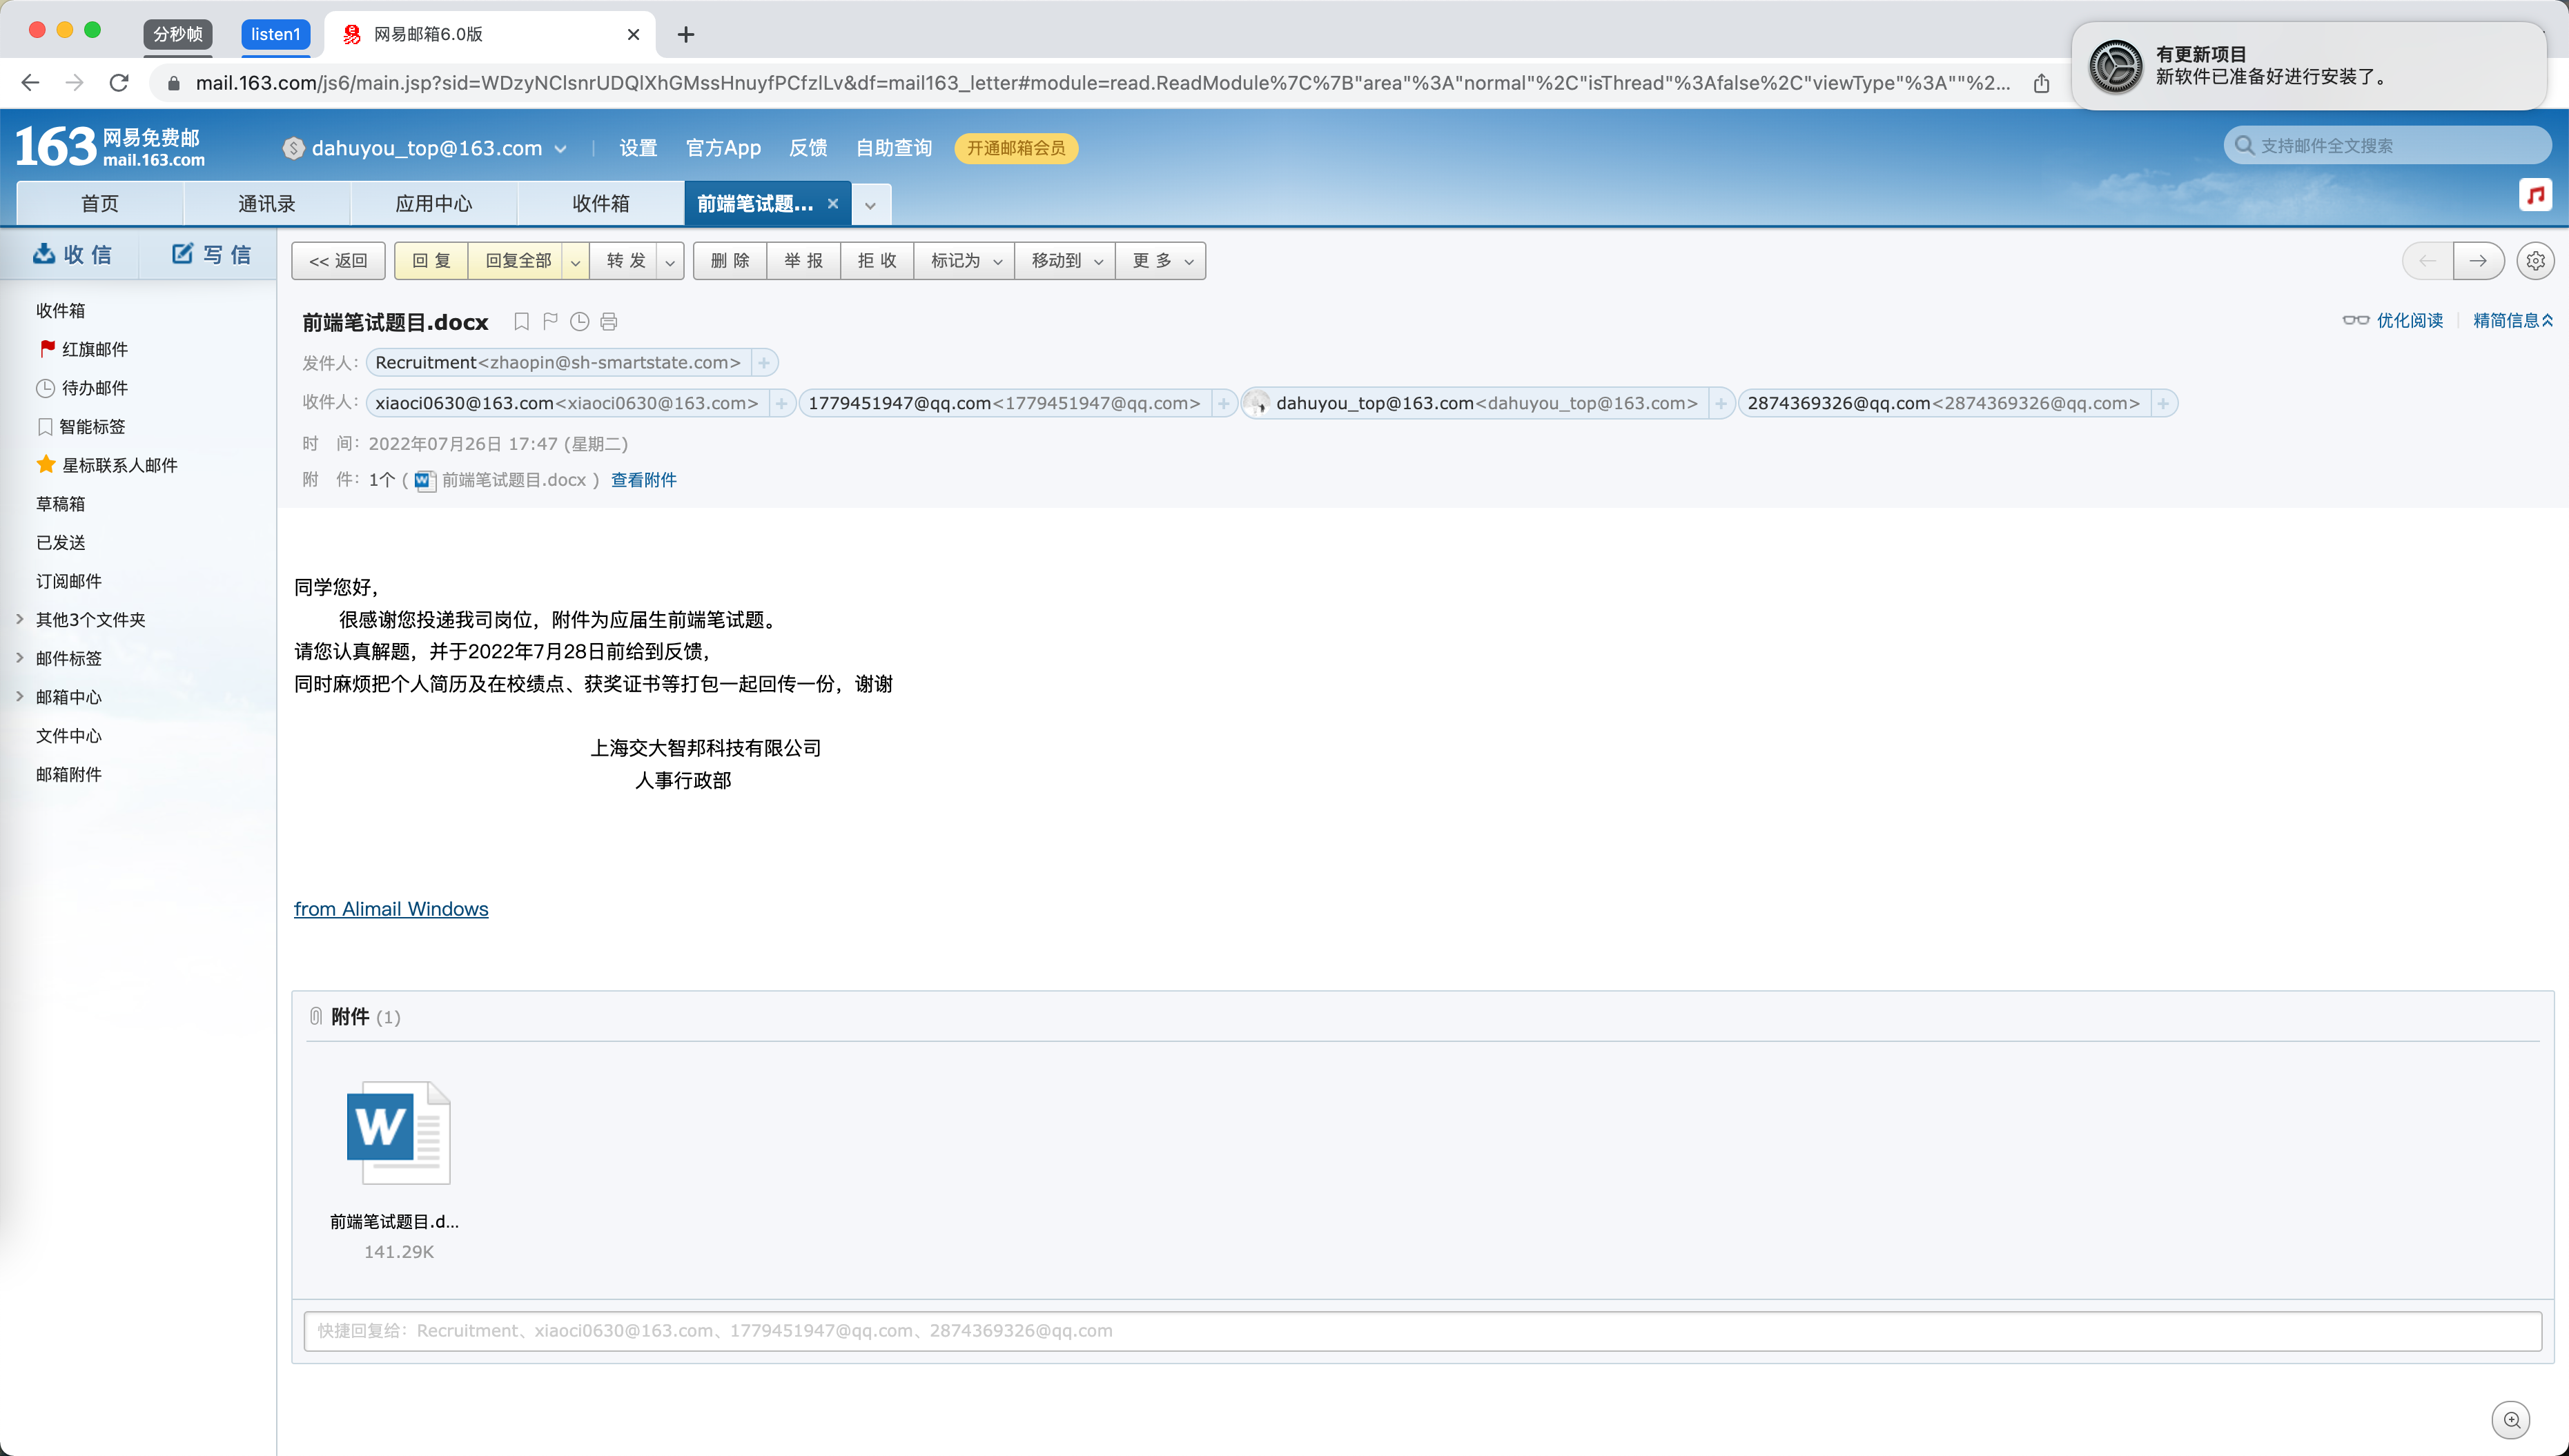 分秒帧
listen1
网易邮箱6.0版
有更新项目
新软件已准备好进行安装了。
mail.163.com/js6/main.jsp?sid=WDzyNClsnrUDQlXhGMssHnuyfPCfzlLv&df=mail163_letter#module=read.ReadModule%7C%7B"area"%3A"normal"%2C"isThread"%3Afalse%2C"viewType"%3A""%2...
163 网易免费邮
mail.163.com
dahuyou_top@163.com
设置
官方App
反馈
自助查询
开通邮箱会员
支持邮件全文搜索
首页
通讯录
应用中心
收件箱
前端笔试题...
收 信
写 信
<< 返回
回 复
回复全部
转 发
删 除
举 报
拒 收
标记为
移动到
更 多
收件箱
红旗邮件
待办邮件
智能标签
星标联系人邮件
草稿箱
已发送
订阅邮件
其他3个文件夹
邮件标签
邮箱中心
文件中心
邮箱附件
前端笔试题目.docx
优化阅读
精简信息
发件人： Recruitment<zhaopin@sh-smartstate.com>
收件人： xiaoci0630@163.com<xiaoci0630@163.com> 1779451947@qq.com<1779451947@qq.com> dahuyou_top@163.com<dahuyou_top@163.com> 2874369326@qq.com<2874369326@qq.com>
时 间： 2022年07月26日 17:47 (星期二)
附 件： 1个 ( 前端笔试题目.docx ) 查看附件
同学您好，
很感谢您投递我司岗位，附件为应届生前端笔试题。
请您认真解题，并于2022年7月28日前给到反馈，
同时麻烦把个人简历及在校绩点、获奖证书等打包一起回传一份，谢谢
上海交大智邦科技有限公司
人事行政部
from Alimail Windows
附件 (1)
W
前端笔试题目.d...
141.29K
快捷回复给：Recruitment、xiaoci0630@163.com、1779451947@qq.com、2874369326@qq.com